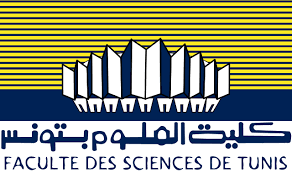 كلية العلوم بتونس
FACULTE DES SCIENCES DE TUNIS